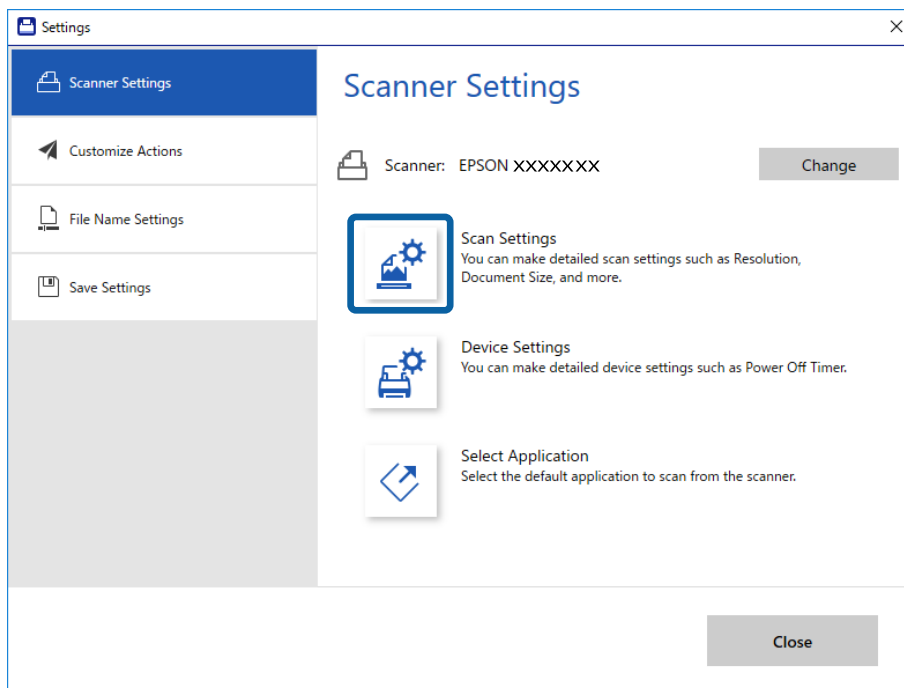 Settings
Scanner Settings
Customize Actions
File Name Settings
Save Settings
Scanner Settings
Scanner: EPSON XXXXXXX
Change
Scan Settings
You can make detailed scan settings such as Resolution,
Document Size, and more.
Device Settings
You can make detailed device settings such as Power Off Timer.
Select Application
Select the default application to scan from the scanner.
Close